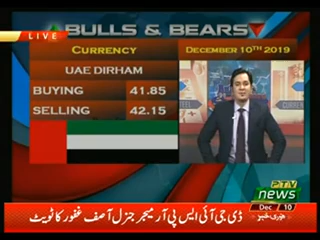 LIVE
BULLS & BEARS
CURRENCY
DECEMBER 10TH 2019
UAE DIRHAM
BUYING 41.85
SELLING 42.15
PTV
news
Dec 10
ڈی جی آئی ایس پی آر میجر جنرل آصف غفور کا ٹویٹ